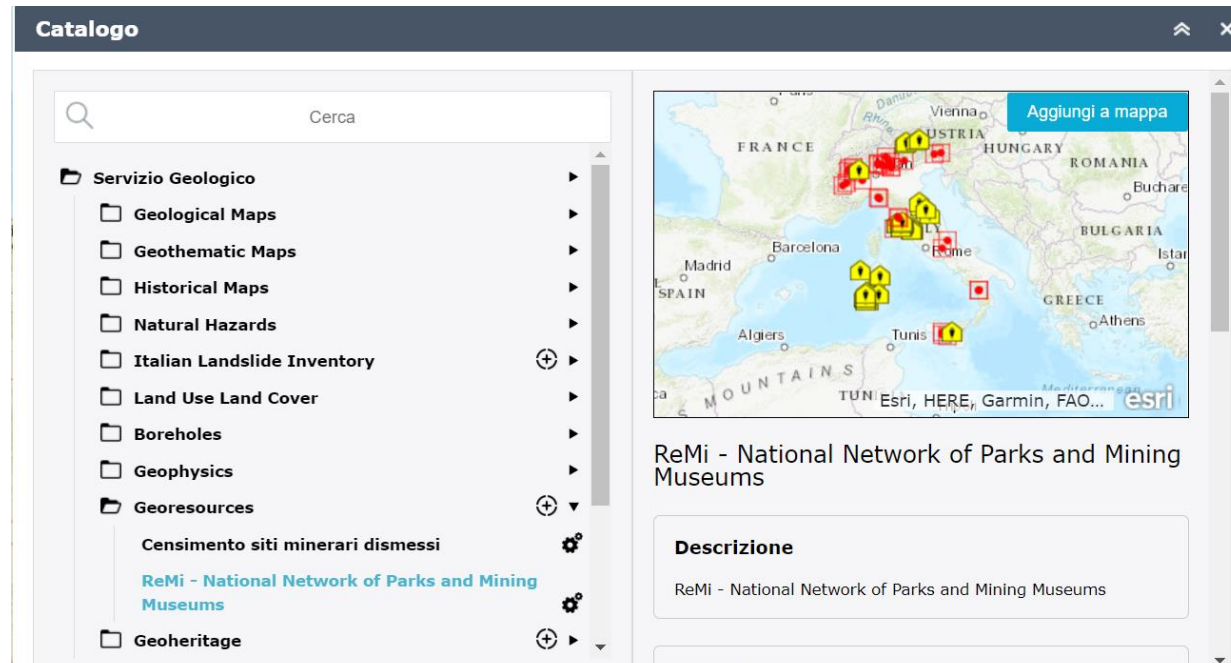 Catalogo
Cerca
Servizio Geologico
Geological Maps
Geothematic Maps
Historical Maps
Natural Hazards
Italian Landslide Inventory
Land Use Land Cover
Boreholes
Geophysics
Georesources
Censimento siti minerari dismessi
ReMi - National Network of Parks and Mining
Museums
Geoheritage
Aggiungi a mappa
Vienna
FRANCE
HUNGARY
ROMANIA
Buchare
BULGARIA
Barcelona
Rome
Istan
Madrid
SPAIN
GREECE
Athens
Algiers
Tunis
MOUNTAINS
TUNI
Esri, HERE, Garmin, FAO...
esri
ReMi - National Network of Parks and Mining
Museums
Descrizione
ReMi - National Network of Parks and Mining Museums